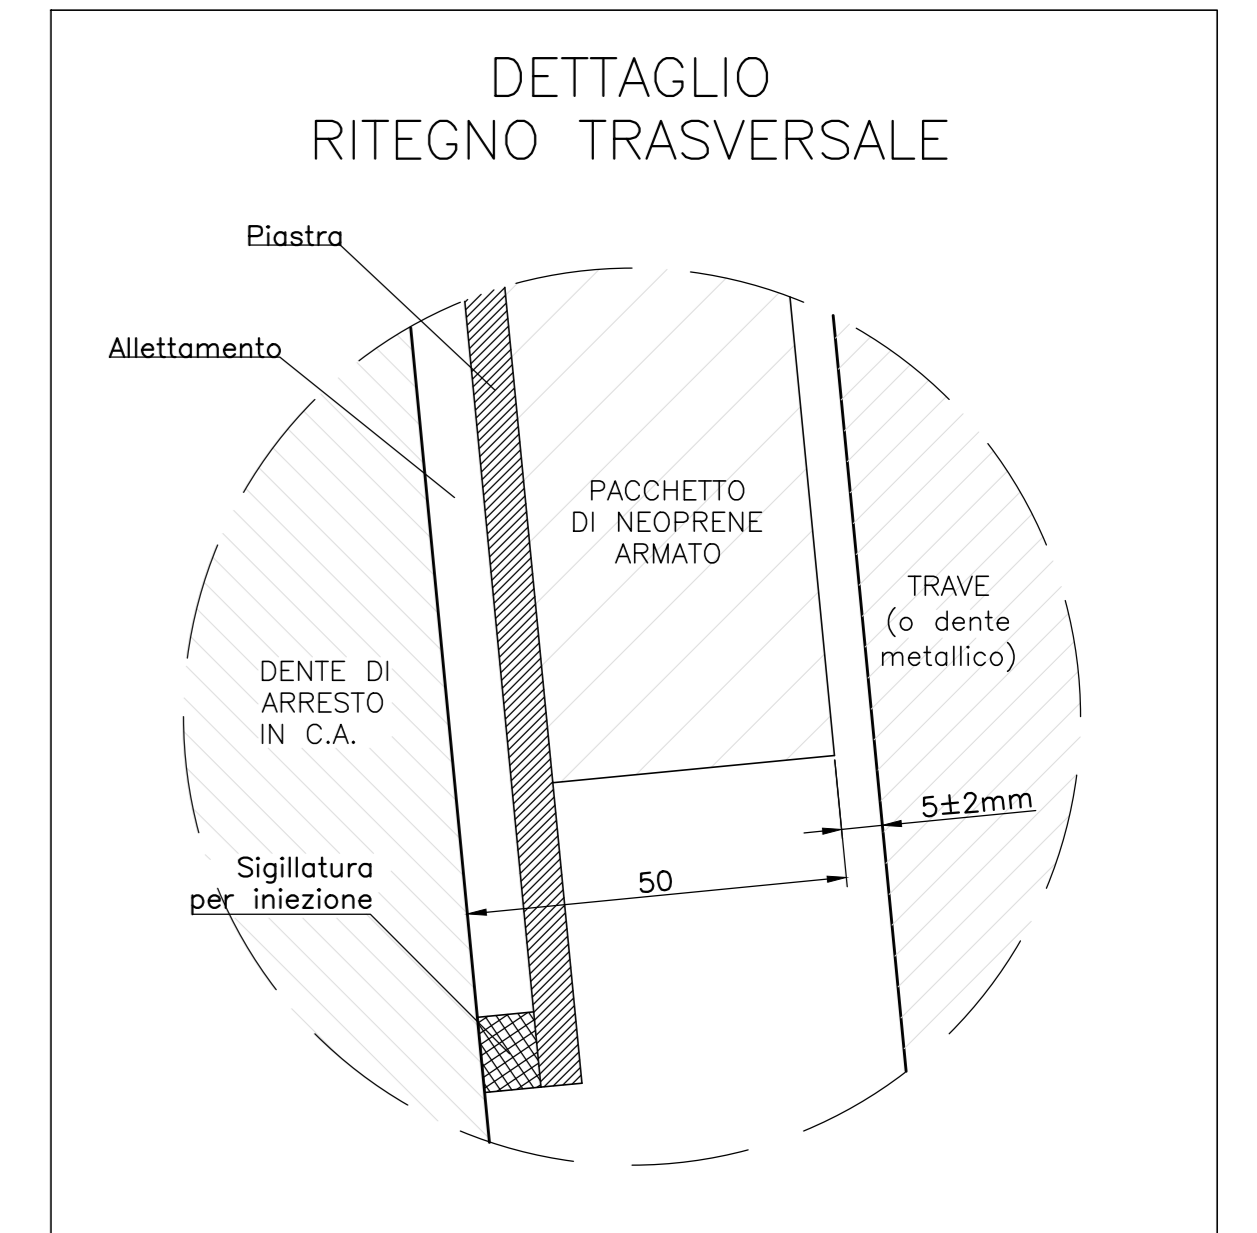 DETTAGLIO
RITEGNO TRASVERSALE
Piastra
Allettamento
PACCHETTO
DI NEOPRENE
ARMATO
TRAVE
(o dente
metallico)
DENTE DI
ARRESTO
IN C.A.
5±2mm
Sigillatura
per iniezione
50